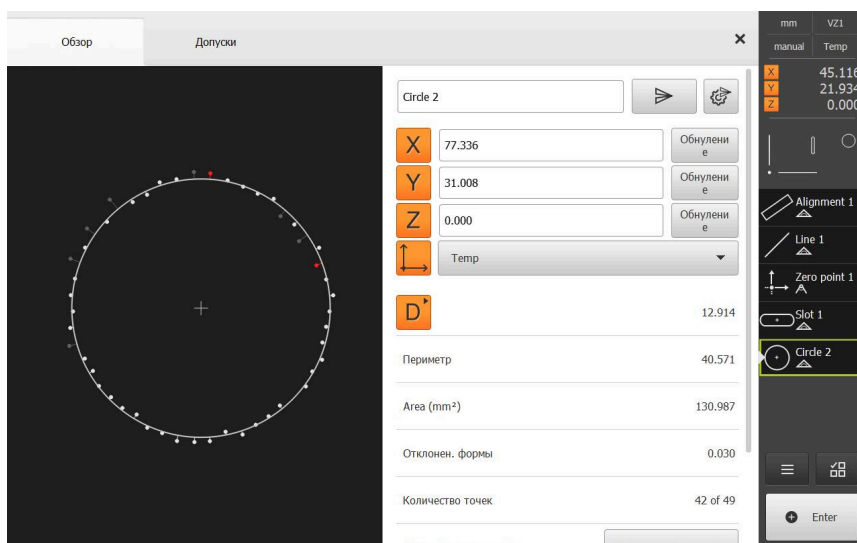 Обзор
Допуски
mm
VZ1
manual
Temp
X
45.116
Y
21.934
Z
0.000
Circle 2
X
77.336
Обнулени
е
Y
31.008
Обнулени
е
Z
0.000
Обнулени
е
Temp
D
12.914
Периметр
40.571
Area (mm²)
130.987
Отклонен. формы
0.030
Количество точек
42 of 49
Alignment 1
Line 1
Zero point 1
Slot 1
Circle 2
Enter